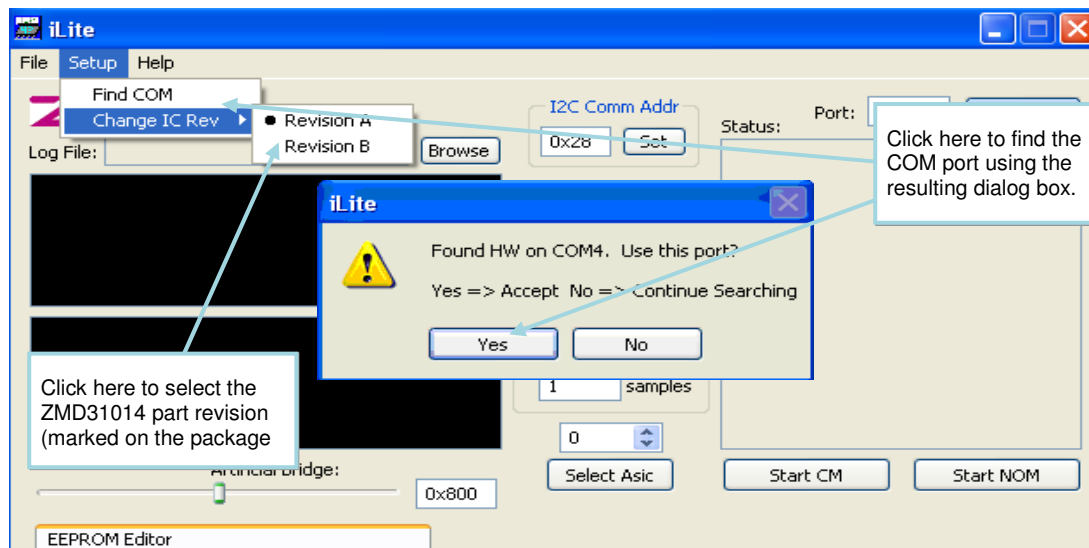 iLite
File Setup Help
Find COM
Change IC Rev
Revision A
Revision B
Z
Log File:
Browse
I2C Comm Addr
0x28
Set
Status:
Port:
Click here to find the
COM port using the
resulting dialog box.
iLite
Found HW on COM4. Use this port?
Yes => Accept No => Continue Searching
Yes
No
Click here to select the
ZMD31014 part revision
(marked on the package
1 samples
0
Artificial Bridge:
0x800
Select Asic
Start CM
Start NOM
EEPROM Editor